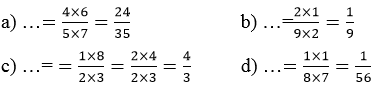 a) …= 4×6/5×7 = 24/35 b) …= 2×1/9×2 = 1/9
c) …= = 1×8/2×3 = 2×4/2×3 = 4/3 d) …= 1×1/8×7 = 1/56